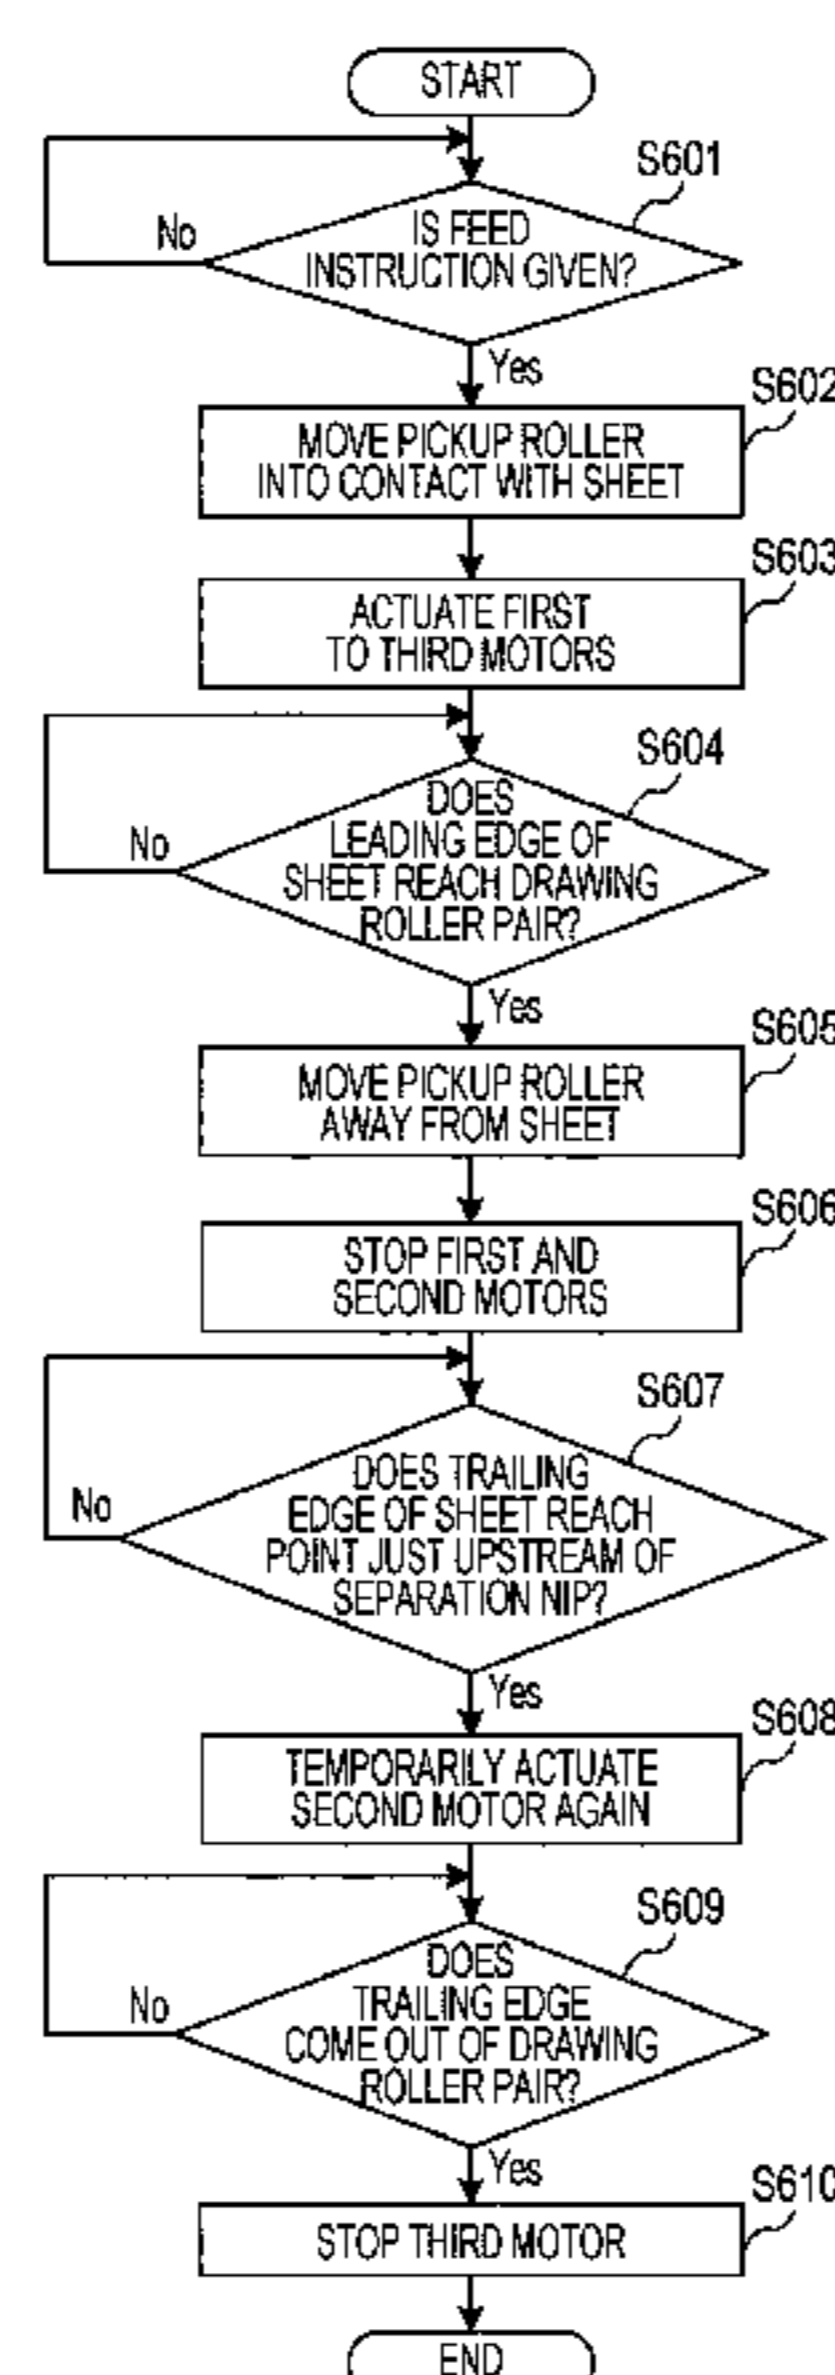 START
S601
No
IS FEED
INSTRUCTION GIVEN?
Yes
S602
MOVE PICKUP ROLLER
INTO CONTACT WITH SHEET
S603
ACTUATE FIRST
TO THIRD MOTORS
S604
DOES
LEADING EDGE OF
SHEET REACH DRAWING
ROLLER PAIR?
No
Yes
S605
MOVE PICKUP ROLLER
AWAY FROM SHEET
S606
STOP FIRST AND
SECOND MOTORS
S607
DOES TRAILING
EDGE OF SHEET REACH
POINT JUST UPSTREAM OF
SEPARATION NIP?
No
Yes
S608
TEMPORARILY ACTUATE
SECOND MOTOR AGAIN
S609
DOES
TRAILING EDGE
COME OUT OF DRAWING
ROLLER PAIR?
No
Yes
S610
STOP THIRD MOTOR
END